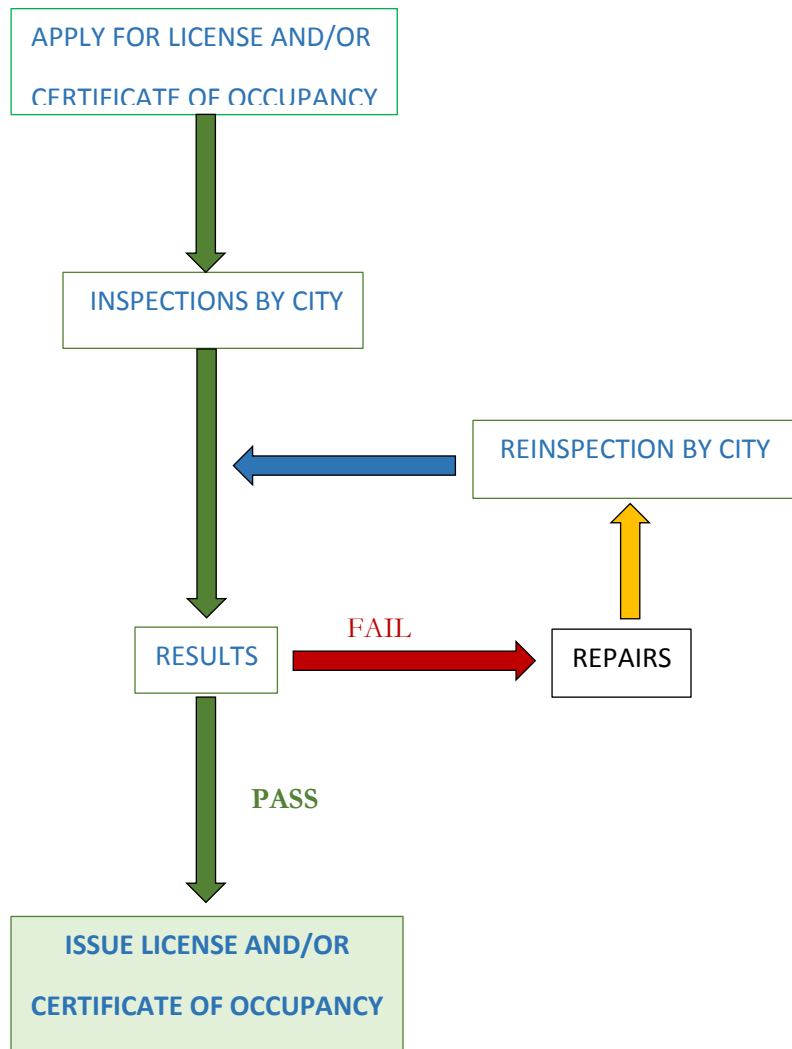 APPLY FOR LICENSE AND/OR
CERTIFICATE OF OCCUPANCY
INSPECTIONS BY CITY
REINSPECTION BY CITY
RESULTS
FAIL
REPAIRS
PASS
ISSUE LICENSE AND/OR
CERTIFICATE OF OCCUPANCY